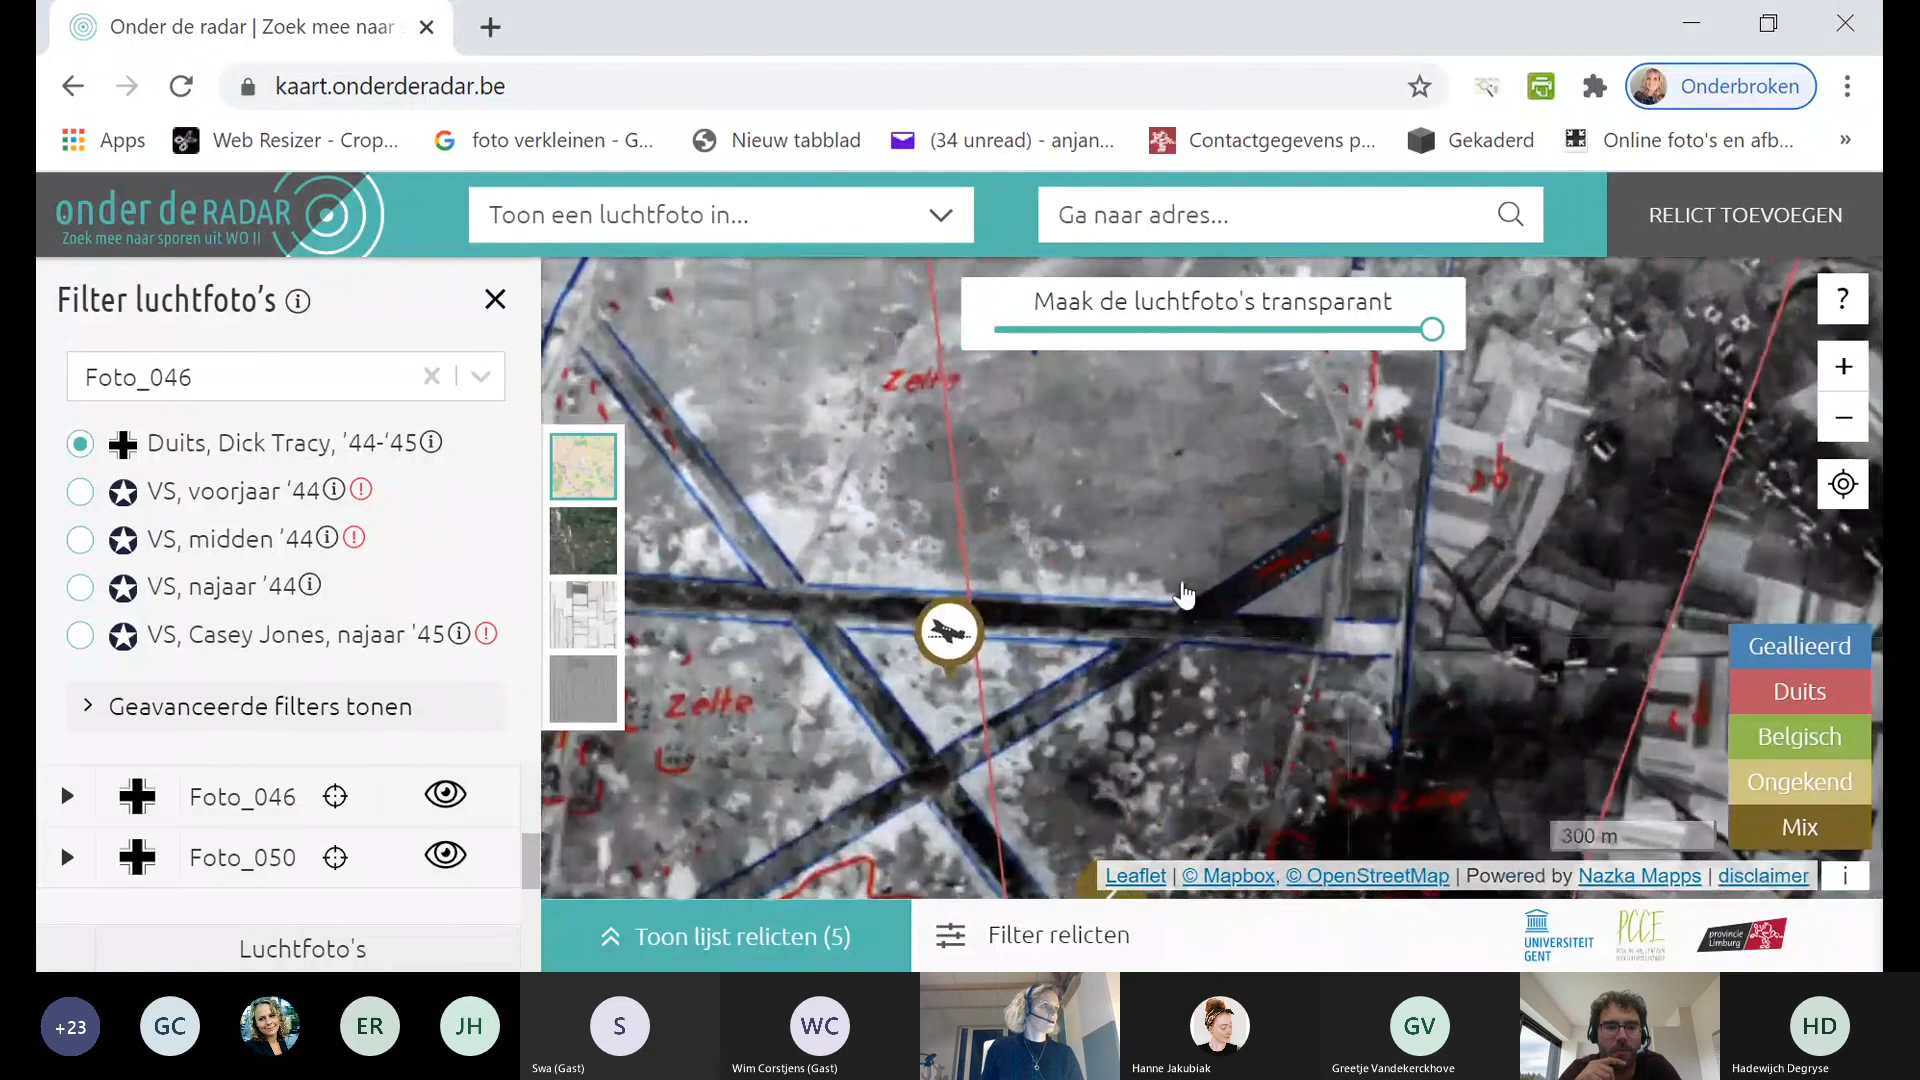 Onder de radar | Zoek mee naar
kaart.onderderadar.be
Onderbroken
Apps
Web Resizer - Crop...
foto verkleinen - G...
Nieuw tabblad
(34 unread) - anjan...
Contactgegevens p...
Gekaderd
Online foto's en afb...
»
onder de RADAR
Zoek mee naar sporen uit WO II
Toon een luchtfoto in...
Ga naar adres...
RELICT TOEVOEGEN
Filter luchtfoto's
Foto_046
Duits, Dick Tracy, '44-'45
VS, voorjaar '44
VS, midden '44
VS, najaar '44
VS, Casey Jones, najaar '45
Geavanceerde filters tonen
Foto_046
Foto_050
Luchtfoto's
Maak de luchtfoto's transparant
Zelte
Zelte
Zelte
?
+
−
Geallieerd
Duits
Belgisch
Ongekend
Mix
300 m
Leaflet | © Mapbox, © OpenStreetMap | Powered by Nazka Mapps | disclaimer
i
Toon lijst relicten (5)
Filter relicten
UNIVERSITEIT
GENT
PCCE
provincie
Limburg
+23
GC
ER
JH
S
Swa (Gast)
WC
Wim Corstjens (Gast)
Hanne Jakubiak
GV
Greetje Vandekerckhove
HD
Hadewijch Degryse